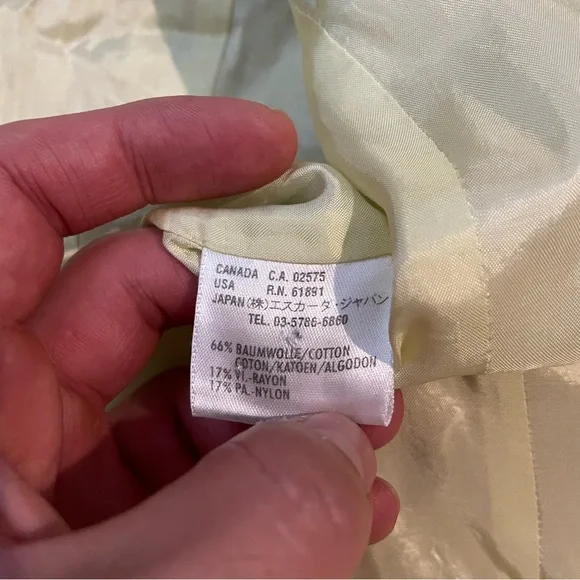 CANADA C.A. 02575
USA R.N. 61891
JAPAN(株)エスカーダ・ジャパン
TEL. 03-5786-6860
66% BAUMWOLLE/COTTON
COTON/KATOEN/ALGODON
17% VI.-RAYON
17% PA.-NYLON